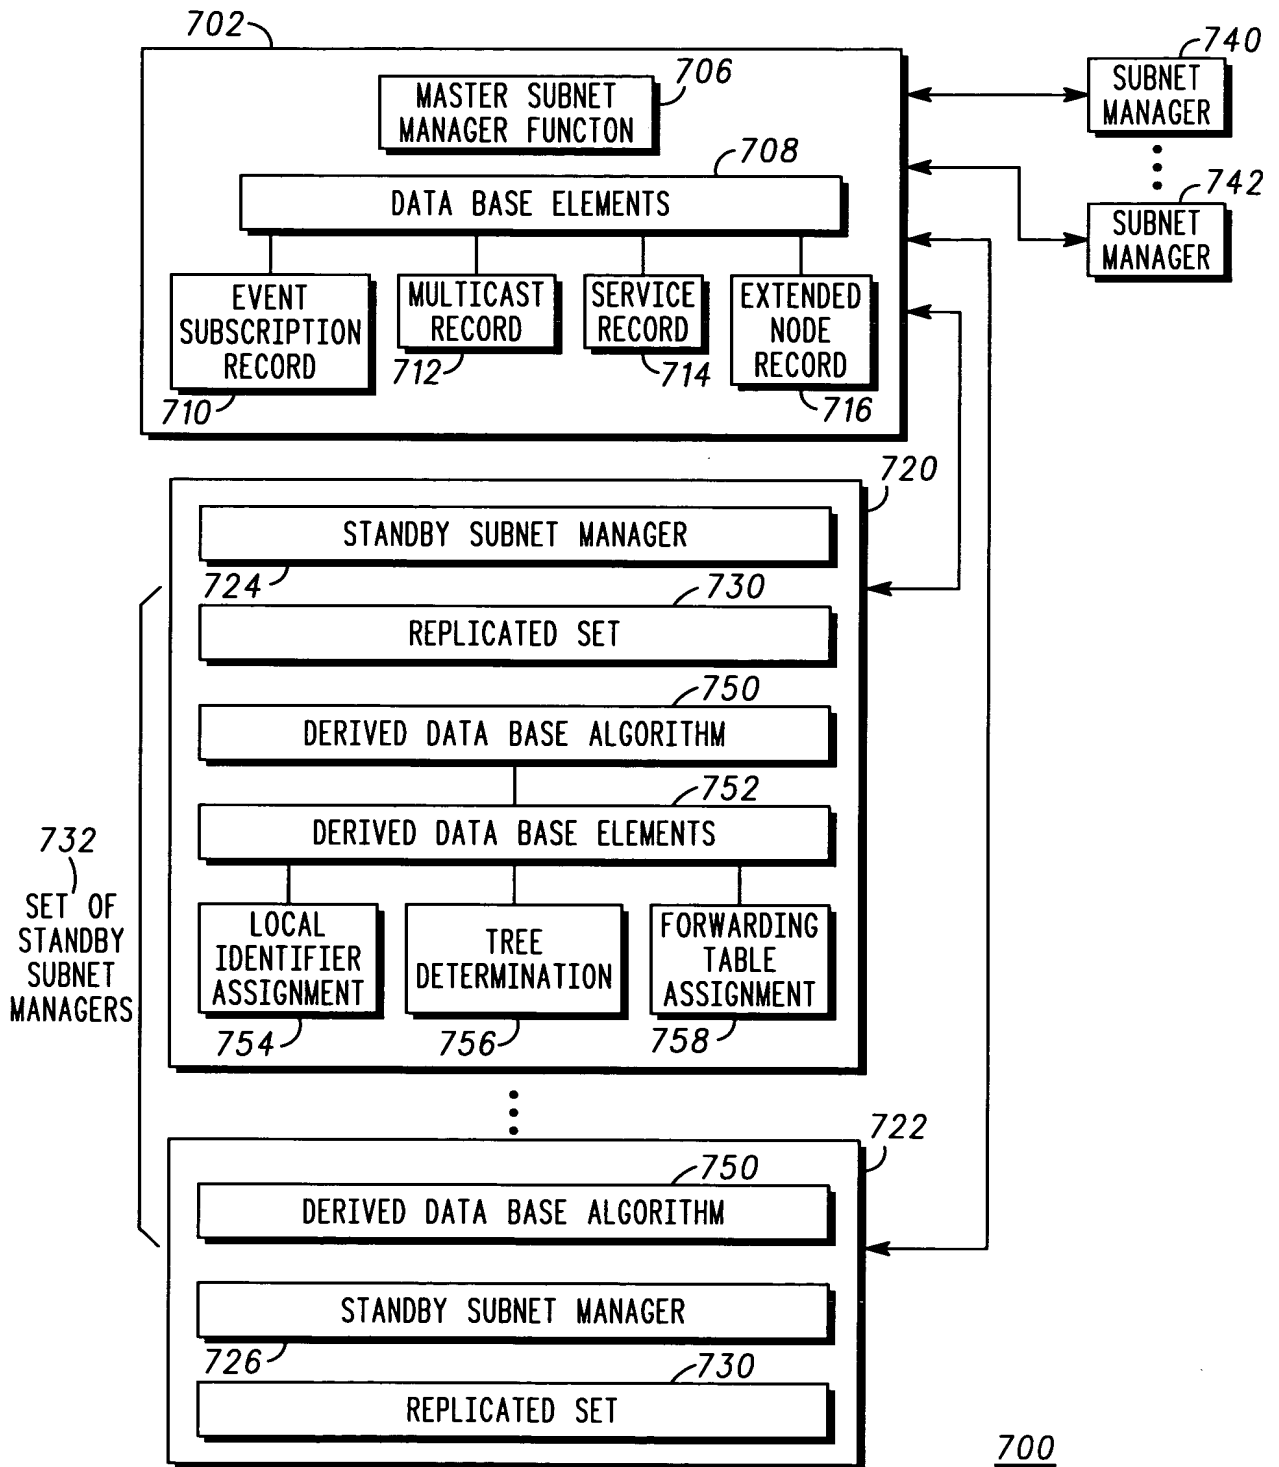 702
706
MASTER SUBNET
MANAGER FUNCTON
708
DATA BASE ELEMENTS
EVENT
SUBSCRIPTION
RECORD
710
MULTICAST
RECORD
712
SERVICE
RECORD
714
EXTENDED
NODE
RECORD
716
740
SUBNET
MANAGER
742
SUBNET
MANAGER
720
STANDBY SUBNET MANAGER
724
730
REPLICATED SET
750
DERIVED DATA BASE ALGORITHM
752
DERIVED DATA BASE ELEMENTS
LOCAL
IDENTIFIER
ASSIGNMENT
754
TREE
DETERMINATION
756
FORWARDING
TABLE
ASSIGNMENT
758
732
SET OF
STANDBY
SUBNET
MANAGERS
722
750
DERIVED DATA BASE ALGORITHM
STANDBY SUBNET MANAGER
726
730
REPLICATED SET
700